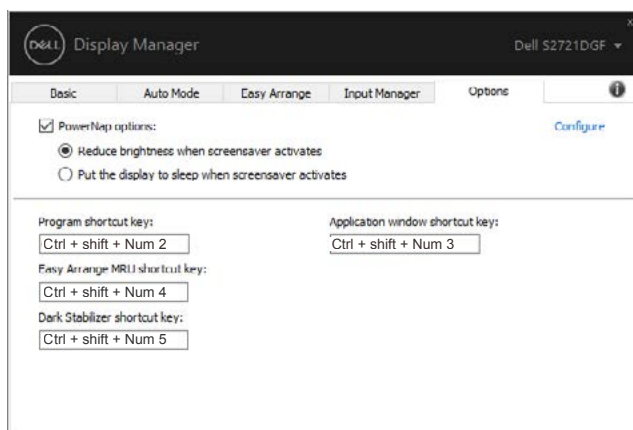 x
DELL Display Manager Dell S2721DGF
Basic Auto Mode Easy Arrange Input Manager Options
PowerNap options: Configure
Reduce brightness when screensaver activates
Put the display to sleep when screensaver activates
Program shortcut key: Application window shortcut key:
Ctrl + shift + Num 2 Ctrl + shift + Num 3
Easy Arrange MRU shortcut key:
Ctrl + shift + Num 4
Dark Stabilizer shortcut key:
Ctrl + shift + Num 5